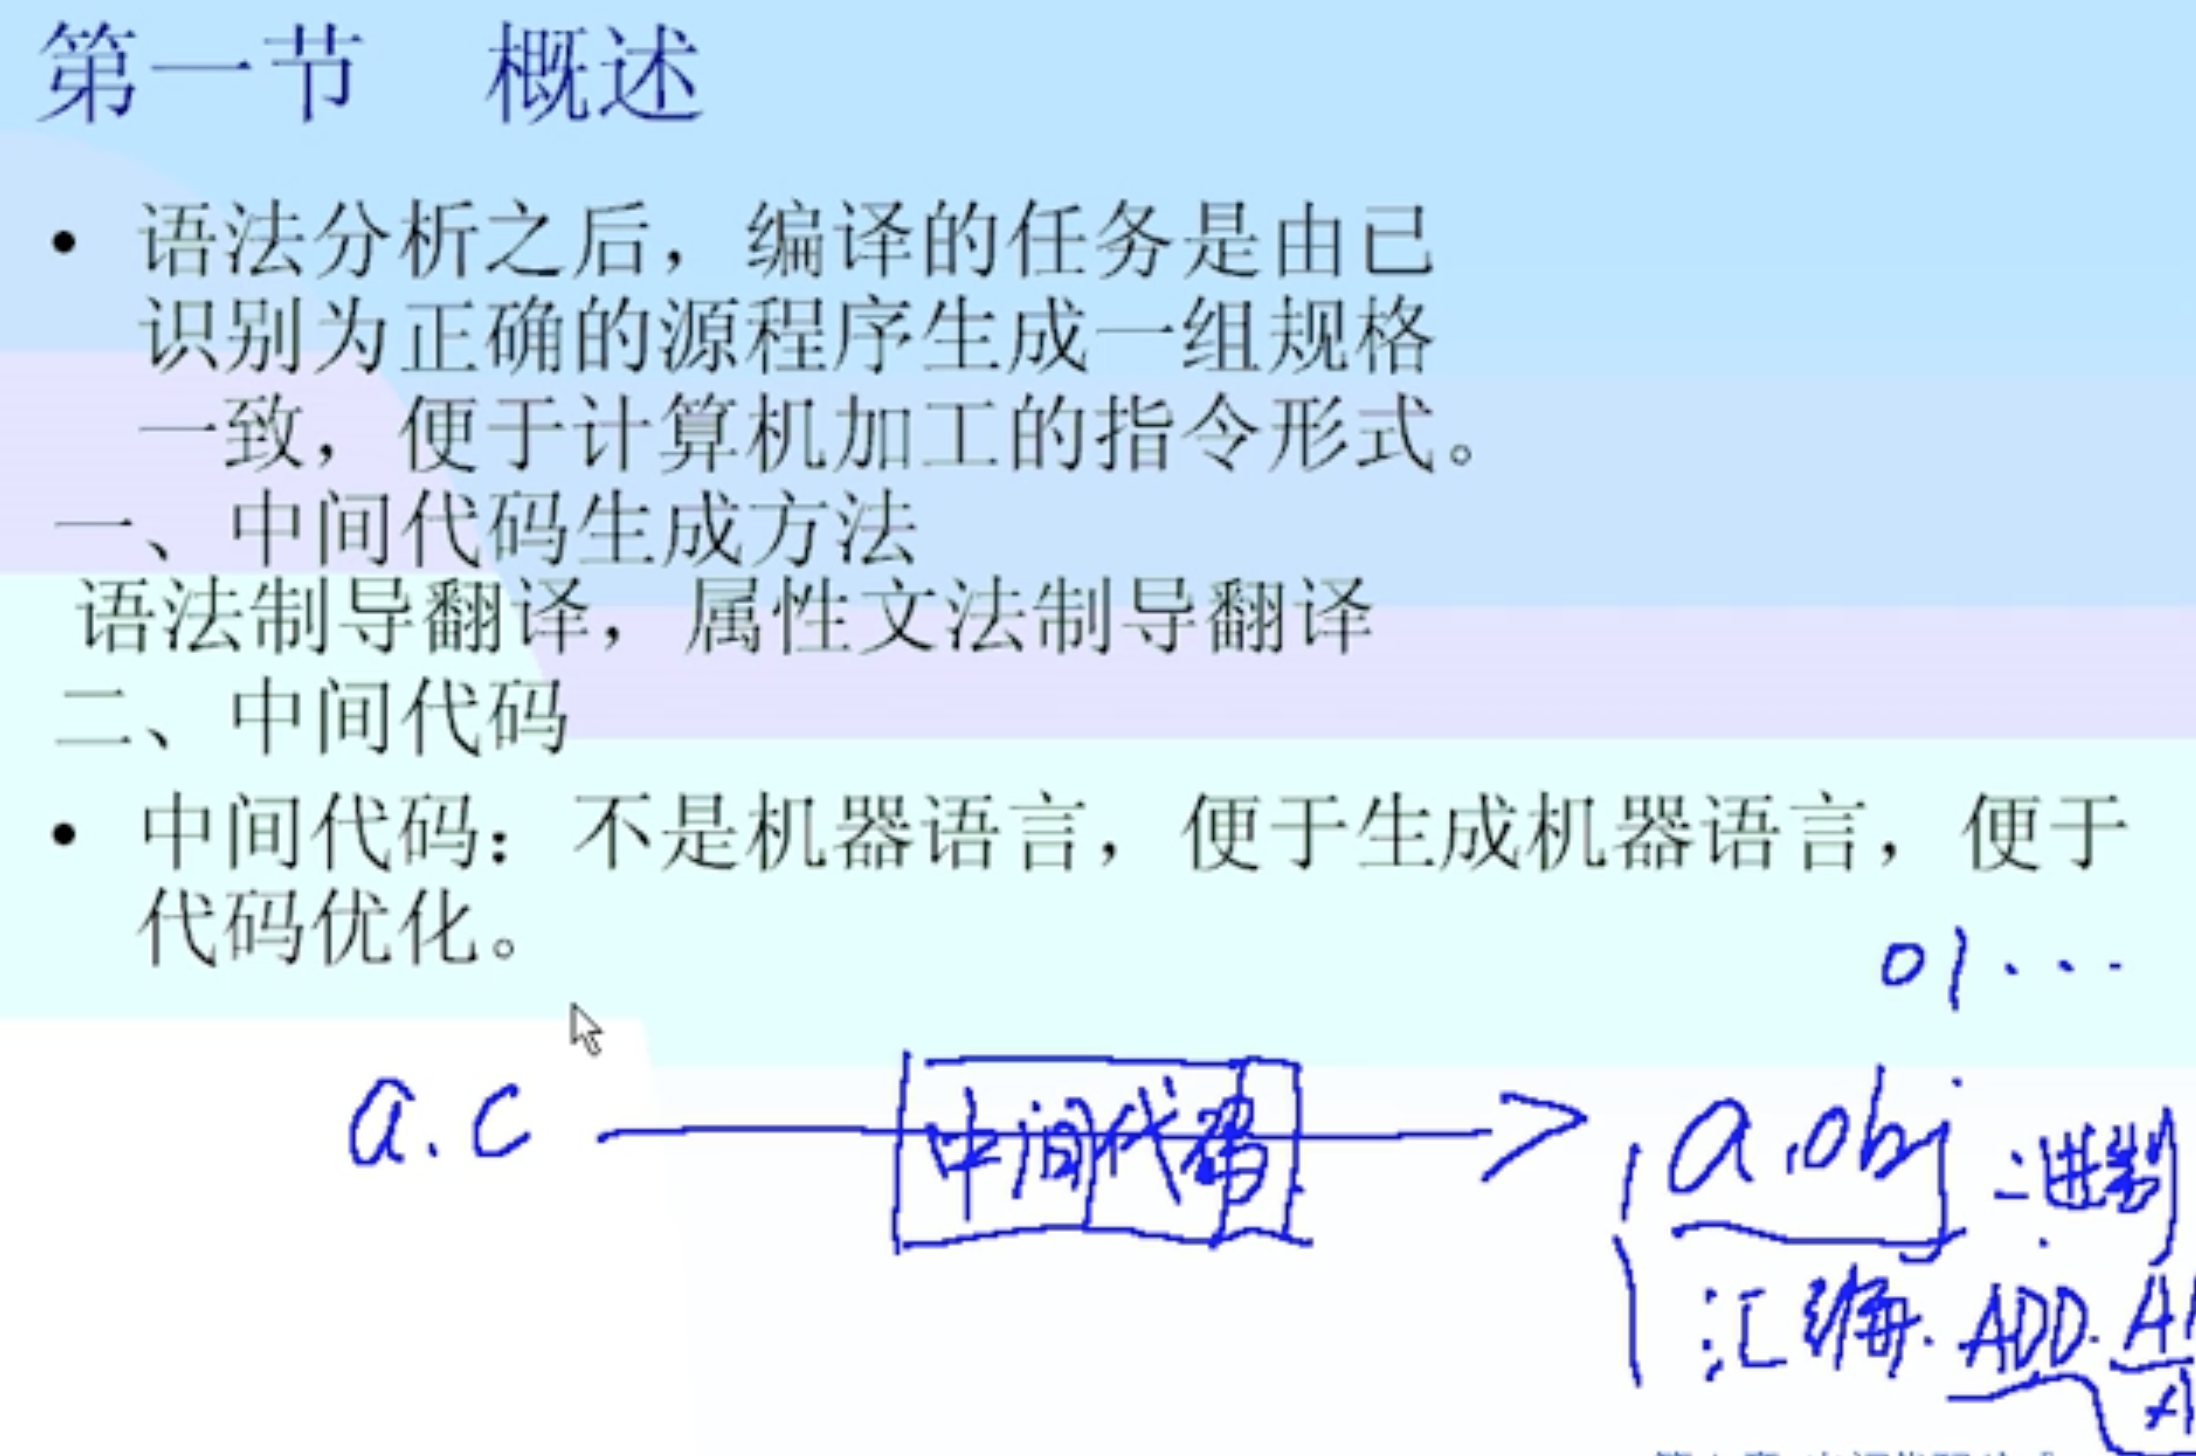 第一节 概述
• 语法分析之后，编译的任务是由已
识别为正确的源程序生成一组规格
一致，便于计算机加工的指令形式。
一、中间代码生成方法
语法制导翻译，属性文法制导翻译
二、中间代码
• 中间代码：不是机器语言，便于生成机器语言，便于
代码优化。
01...
a.c 中间代码 a.obj 二进制
汇编. ADD.